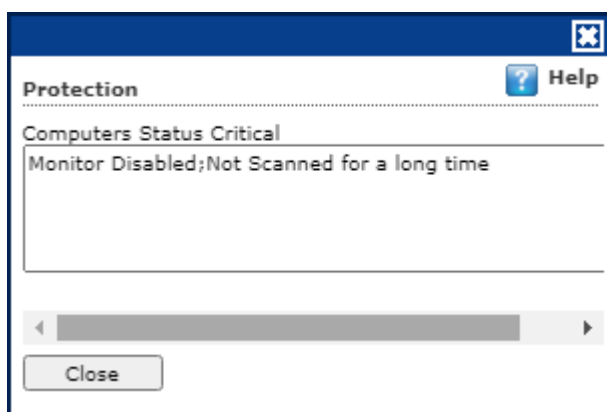 Protection
? Help
Computers Status Critical
Monitor Disabled;Not Scanned for a long time
Close